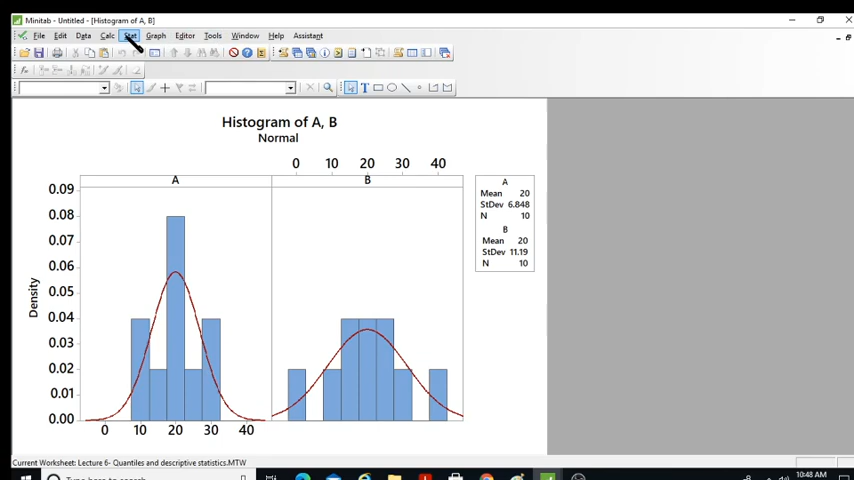 Minitab - Untitled - [Histogram of A, B]
File Edit Data Calc Stat Graph Editor Tools Window Help Assistant
Histogram of A, B
Normal
0 10 20 30 40
A B
0.09
0.08
0.07
0.06
0.05
0.04
0.03
0.02
0.01
0.00
Density
0 10 20 30 40
A
Mean 20
StDev 6.848
N 10
B
Mean 20
StDev 11.19
N 10
Current Worksheet: Lecture 6- Quantiles and descriptive statistics.MTW
10:48 AM